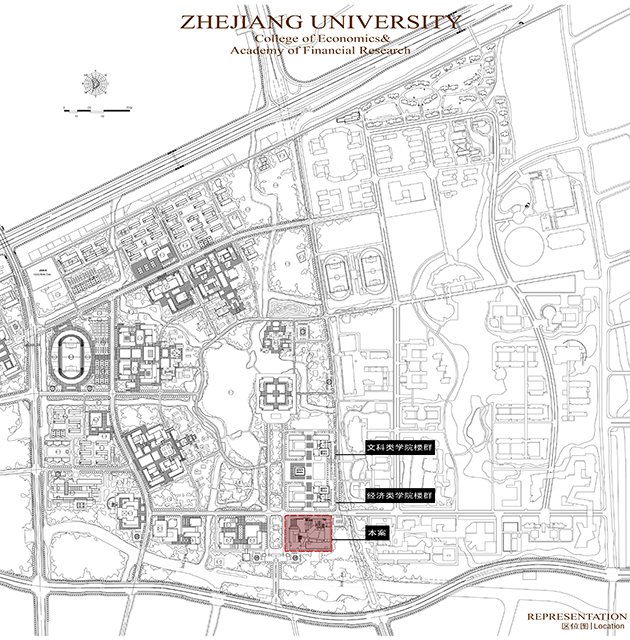 ZHEJIANG UNIVERSITY
College of Economics&
Academy of Financial Research
文科类学院楼群
经济类学院楼群
本案
REPRESENTATION
区位图|Location